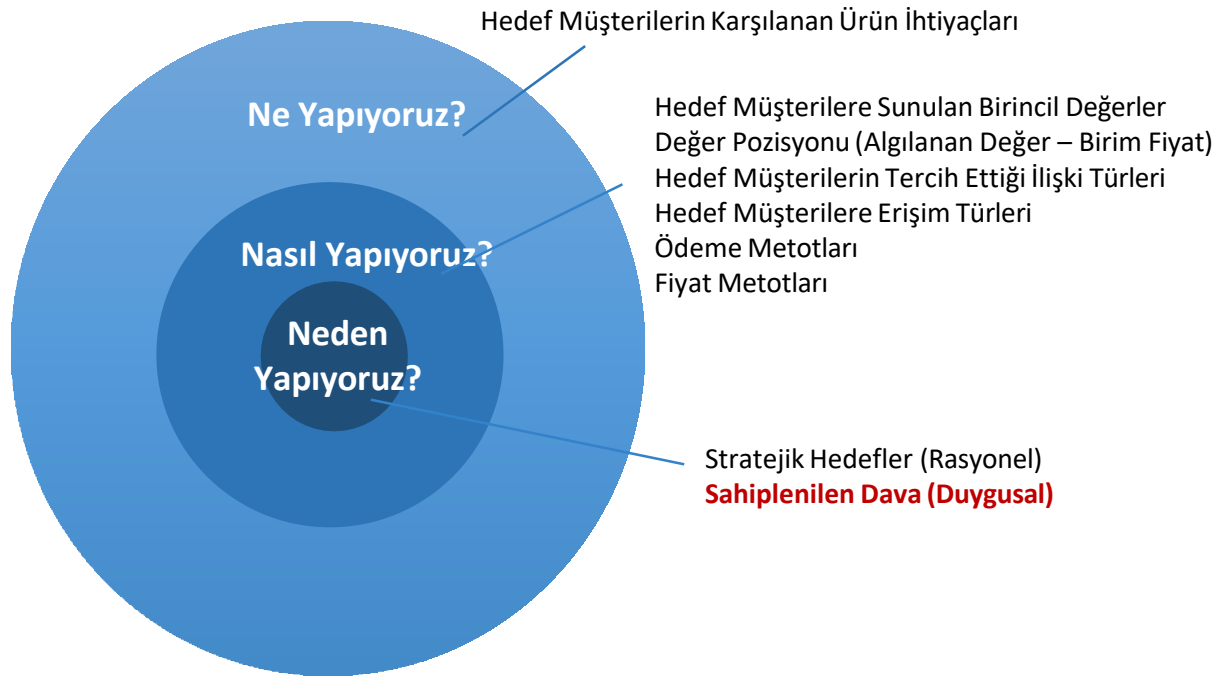 Hedef Müşterilerin Karşılanan Ürün İhtiyaçları
Ne Yapıyoruz?
Hedef Müşterilere Sunulan Birincil Değerler
Değer Pozisyonu (Algılanan Değer – Birim Fiyat)
Hedef Müşterilerin Tercih Ettiği İlişki Türleri
Hedef Müşterilere Erişim Türleri
Ödeme Metotları
Fiyat Metotları
Nasıl Yapıyoruz?
Neden
Yapıyoruz?
Stratejik Hedefler (Rasyonel)
Sahiplenilen Dava (Duygusal)